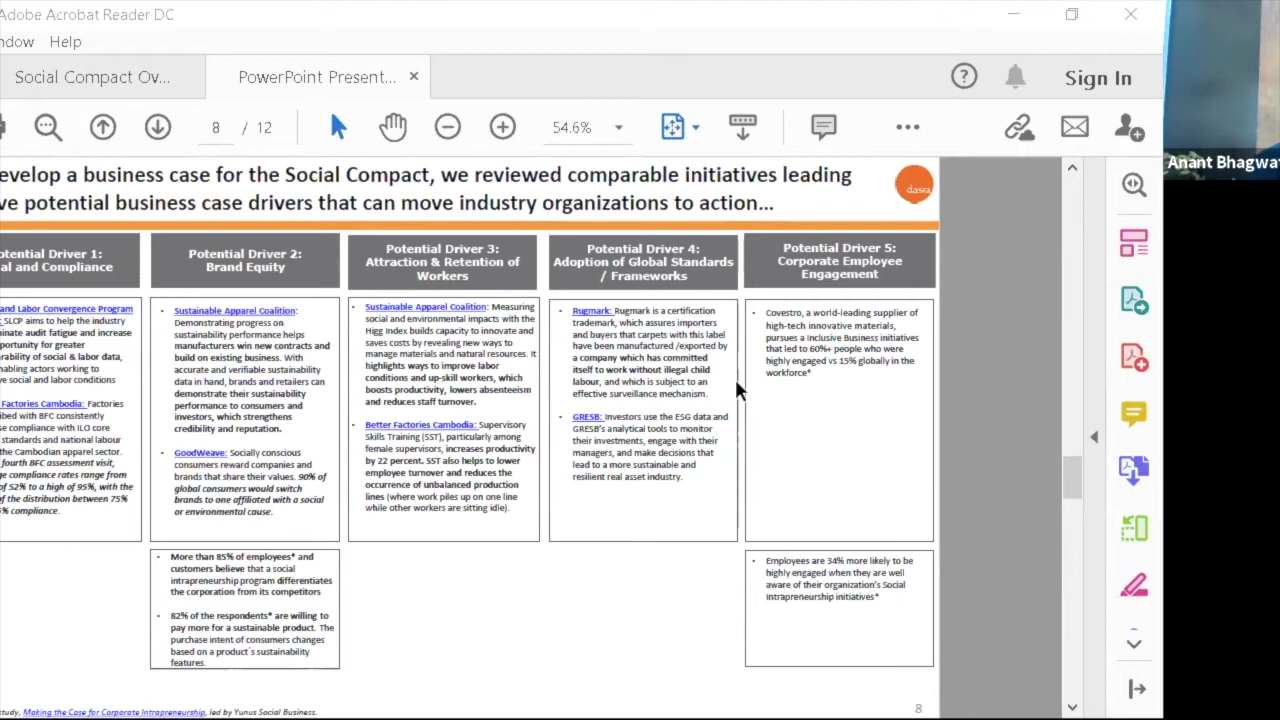 Adobe Acrobat Reader DC
ndow Help
Social Compact Ov...
PowerPoint Present...
Sign In
8 / 12
54.6%
Anant Bhagwat
evelop a business case for the Social Compact, we reviewed comparable initiatives leading
ve potential business case drivers that can move industry organizations to action...
dasra
otential Driver 1:
al and Compliance
and Labor Convergence Program
: SLCP aims to help the industry
minate audit fatigue and increase
pportunity for greater
arability of social & labor data,
nabling actors working to
ve social and labor conditions
Factories Cambodia: Factories
ibed with BFC consistently
se compliance with ILO core
standards and national labour
the Cambodian apparel sector.
fourth BFC assessment visit,
ge compliance rates range from
of 52% to a high of 95%, with the
of the distribution between 75%
% compliance.
Potential Driver 2:
Brand Equity
• Sustainable Apparel Coalition:
Demonstrating progress on
sustainability performance helps
manufacturers win new contracts and
build on existing business. With
accurate and verifiable sustainability
data in hand, brands and retailers can
demonstrate their sustainability
performance to consumers and
investors, which strengthens
credibility and reputation.
• GoodWeave: Socially conscious
consumers reward companies and
brands that share their values. 90% of
global consumers would switch
brands to one affiliated with a social
or environmental cause.
• More than 85% of employees* and
customers believe that a social
intrapreneurship program differentiates
the corporation from its competitors
• 82% of the respondents* are willing to
pay more for a sustainable product. The
purchase intent of consumers changes
based on a product's sustainability
features.
Potential Driver 3:
Attraction & Retention of
Workers
• Sustainable Apparel Coalition: Measuring
social and environmental impacts with the
Higg Index builds capacity to innovate and
saves costs by revealing new ways to
manage materials and natural resources. It
highlights ways to improve labor
conditions and up-skill workers, which
boosts productivity, lowers absenteeism
and reduces staff turnover.
• Better Factories Cambodia: Supervisory
Skills Training (SST), particularly among
female supervisors, increases productivity
by 22 percent. SST also helps to lower
employee turnover and reduces the
occurrence of unbalanced production
lines (where work piles up on one line
while other workers are sitting idle).
Potential Driver 4:
Adoption of Global Standards
/ Frameworks
• Rugmark: Rugmark is a certification
trademark, which assures importers
and buyers that carpets with this label
have been manufactured /exported by
a company which has committed
itself to work without illegal child
labour, and which is subject to an
effective surveillance mechanism.
• GRESB: Investors use the ESG data and
GRESB's analytical tools to monitor
their investments, engage with their
managers, and make decisions that
lead to a more sustainable and
resilient real asset industry.
Potential Driver 5:
Corporate Employee
Engagement
• Covestro, a world-leading supplier of
high-tech innovative materials,
pursues a Inclusive Business initiatives
that led to 60%+ people who were
highly engaged vs 15% globally in the
workforce*
• Employees are 34% more likely to be
highly engaged when they are well
aware of their organization's Social
Intrapreneurship initiatives*
study, Making the Case for Corporate Intrapreneurship, led by Yunus Social Business.
8